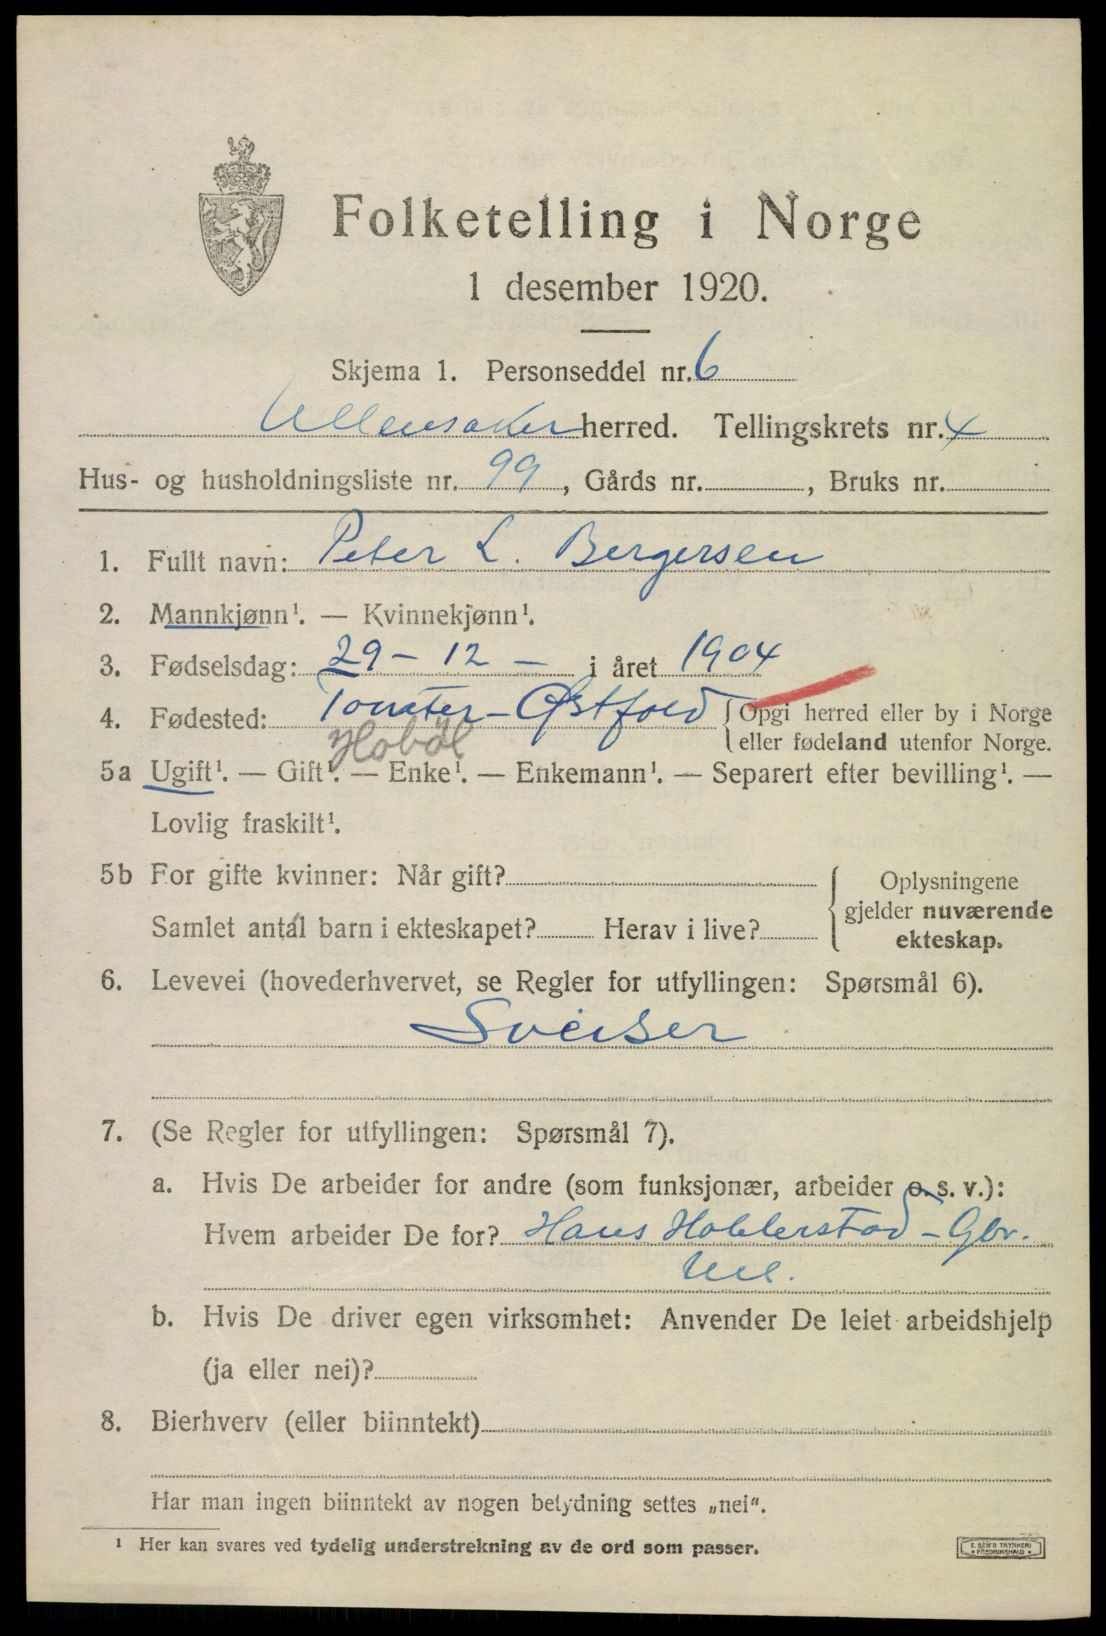 Folketelling i Norge
1 desember 1920.
Skjema 1. Personseddel nr. 6
Ullensaker herred. Tellingskrets nr. 4
Hus- og husholdningsliste nr. 99, Gårds nr. , Bruks nr.
1. Fullt navn: Peter L. Bergersen
2. Mannkjønn¹. — Kvinnekjønn¹.
3. Fødselsdag: 29 - 12 - i året 1904
4. Fødested: Tomter - Østfold {Opgi herred eller by i Norge
Hobøl eller fødeland utenfor Norge.
5a Ugift¹. — Gift¹. — Enke¹. — Enkemann¹. — Separert efter bevilling¹. —
Lovlig fraskilt¹.
5b For gifte kvinner: Når gift? Oplysningene
gjelder nuværende
Samlet antal barn i ekteskapet? Herav i live? ekteskap.
6. Levevei (hovederhvervet, se Regler for utfyllingen: Spørsmål 6).
Sveiser
7. (Se Regler for utfyllingen: Spørsmål 7).
a. Hvis De arbeider for andre (som funksjonær, arbeider o. s. v.):
Hvem arbeider De for? Hans Holderstad - Gbr.
Ull.
b. Hvis De driver egen virksomhet: Anvender De leiet arbeidshjelp
(ja eller nei)?
8. Bierhverv (eller biinntekt)
Har man ingen biinntekt av nogen betydning settes „nei“.
¹ Her kan svares ved tydelig understrekning av de ord som passer.
E. SEM'S TRYKKERI
FREDRIKSHALD